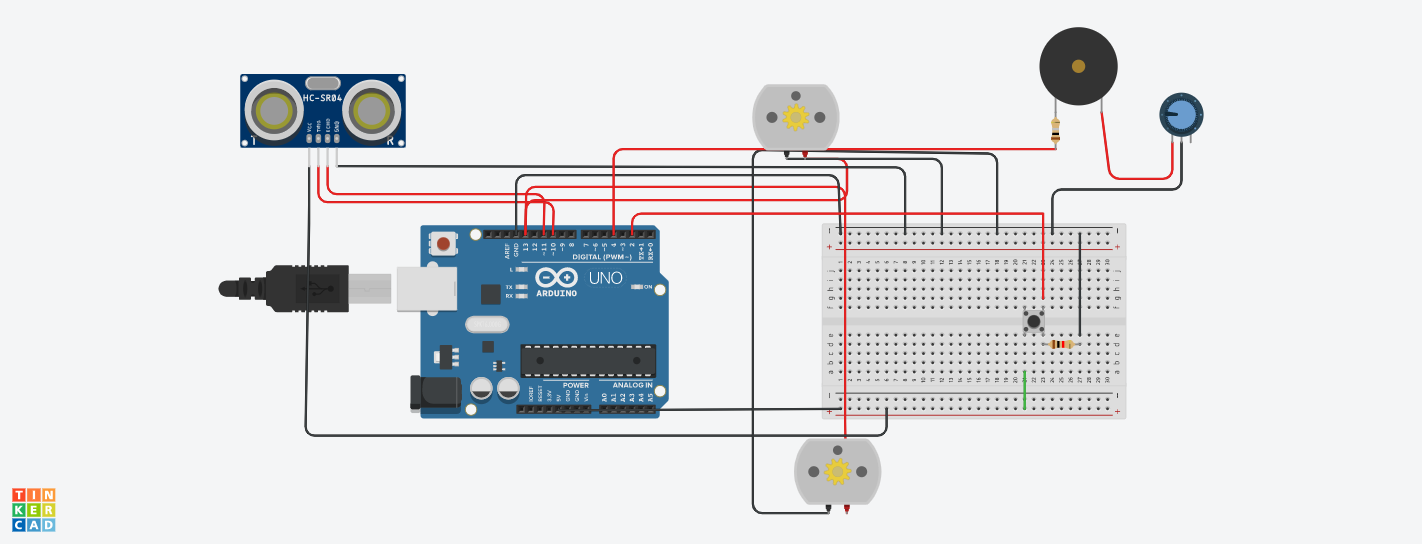 HC-SR04
VCC
TRIG
ECHO
GND
T
R
AREF
GND
13
12
~11
~10
~9
8
7
~6
~5
4
~3
2
TX→1
RX←0
DIGITAL (PWM~)
L
TX
RX
ARDUINO
UNO
ON
POWER
ANALOG IN
IOREF
RESET
3.3V
5V
GND
GND
Vin
A0
A1
A2
A3
A4
A5
j
i
h
g
f
e
d
c
b
a
TIN
KER
CAD